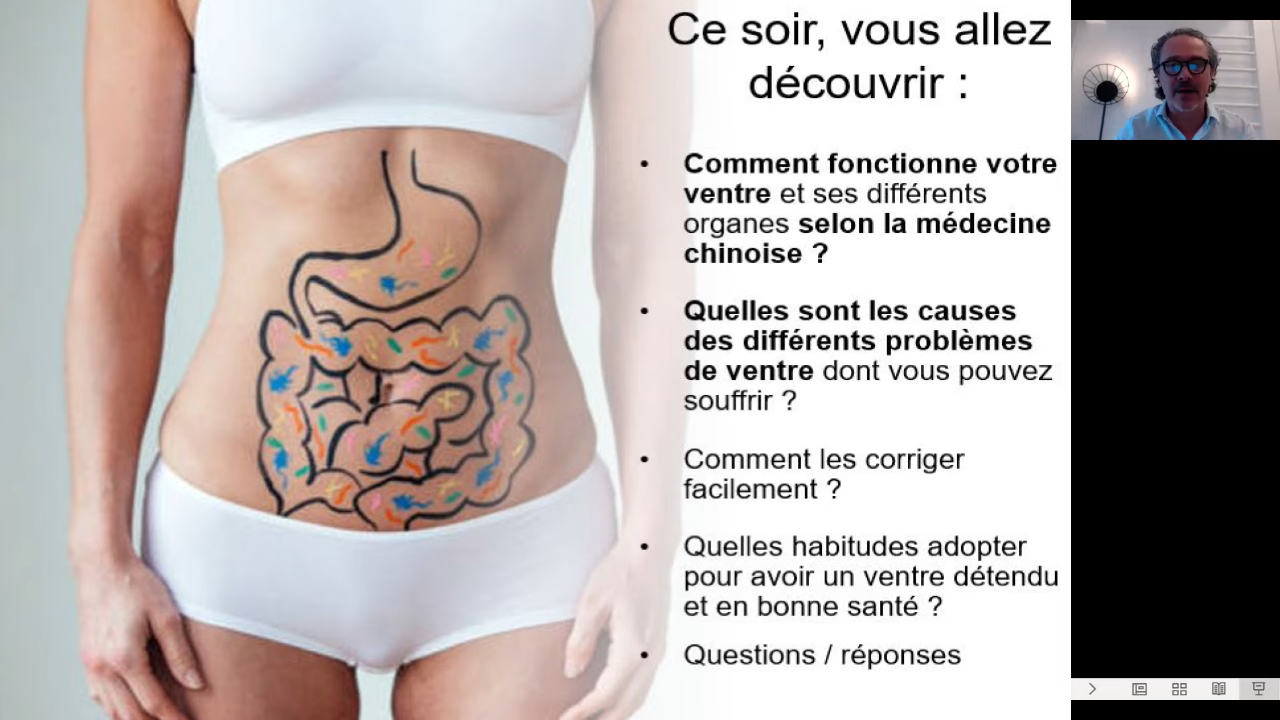 Ce soir, vous allez
découvrir :
• Comment fonctionne votre
ventre et ses différents
organes selon la médecine
chinoise ?
• Quelles sont les causes
des différents problèmes
de ventre dont vous pouvez
souffrir ?
• Comment les corriger
facilement ?
• Quelles habitudes adopter
pour avoir un ventre détendu
et en bonne santé ?
• Questions / réponses